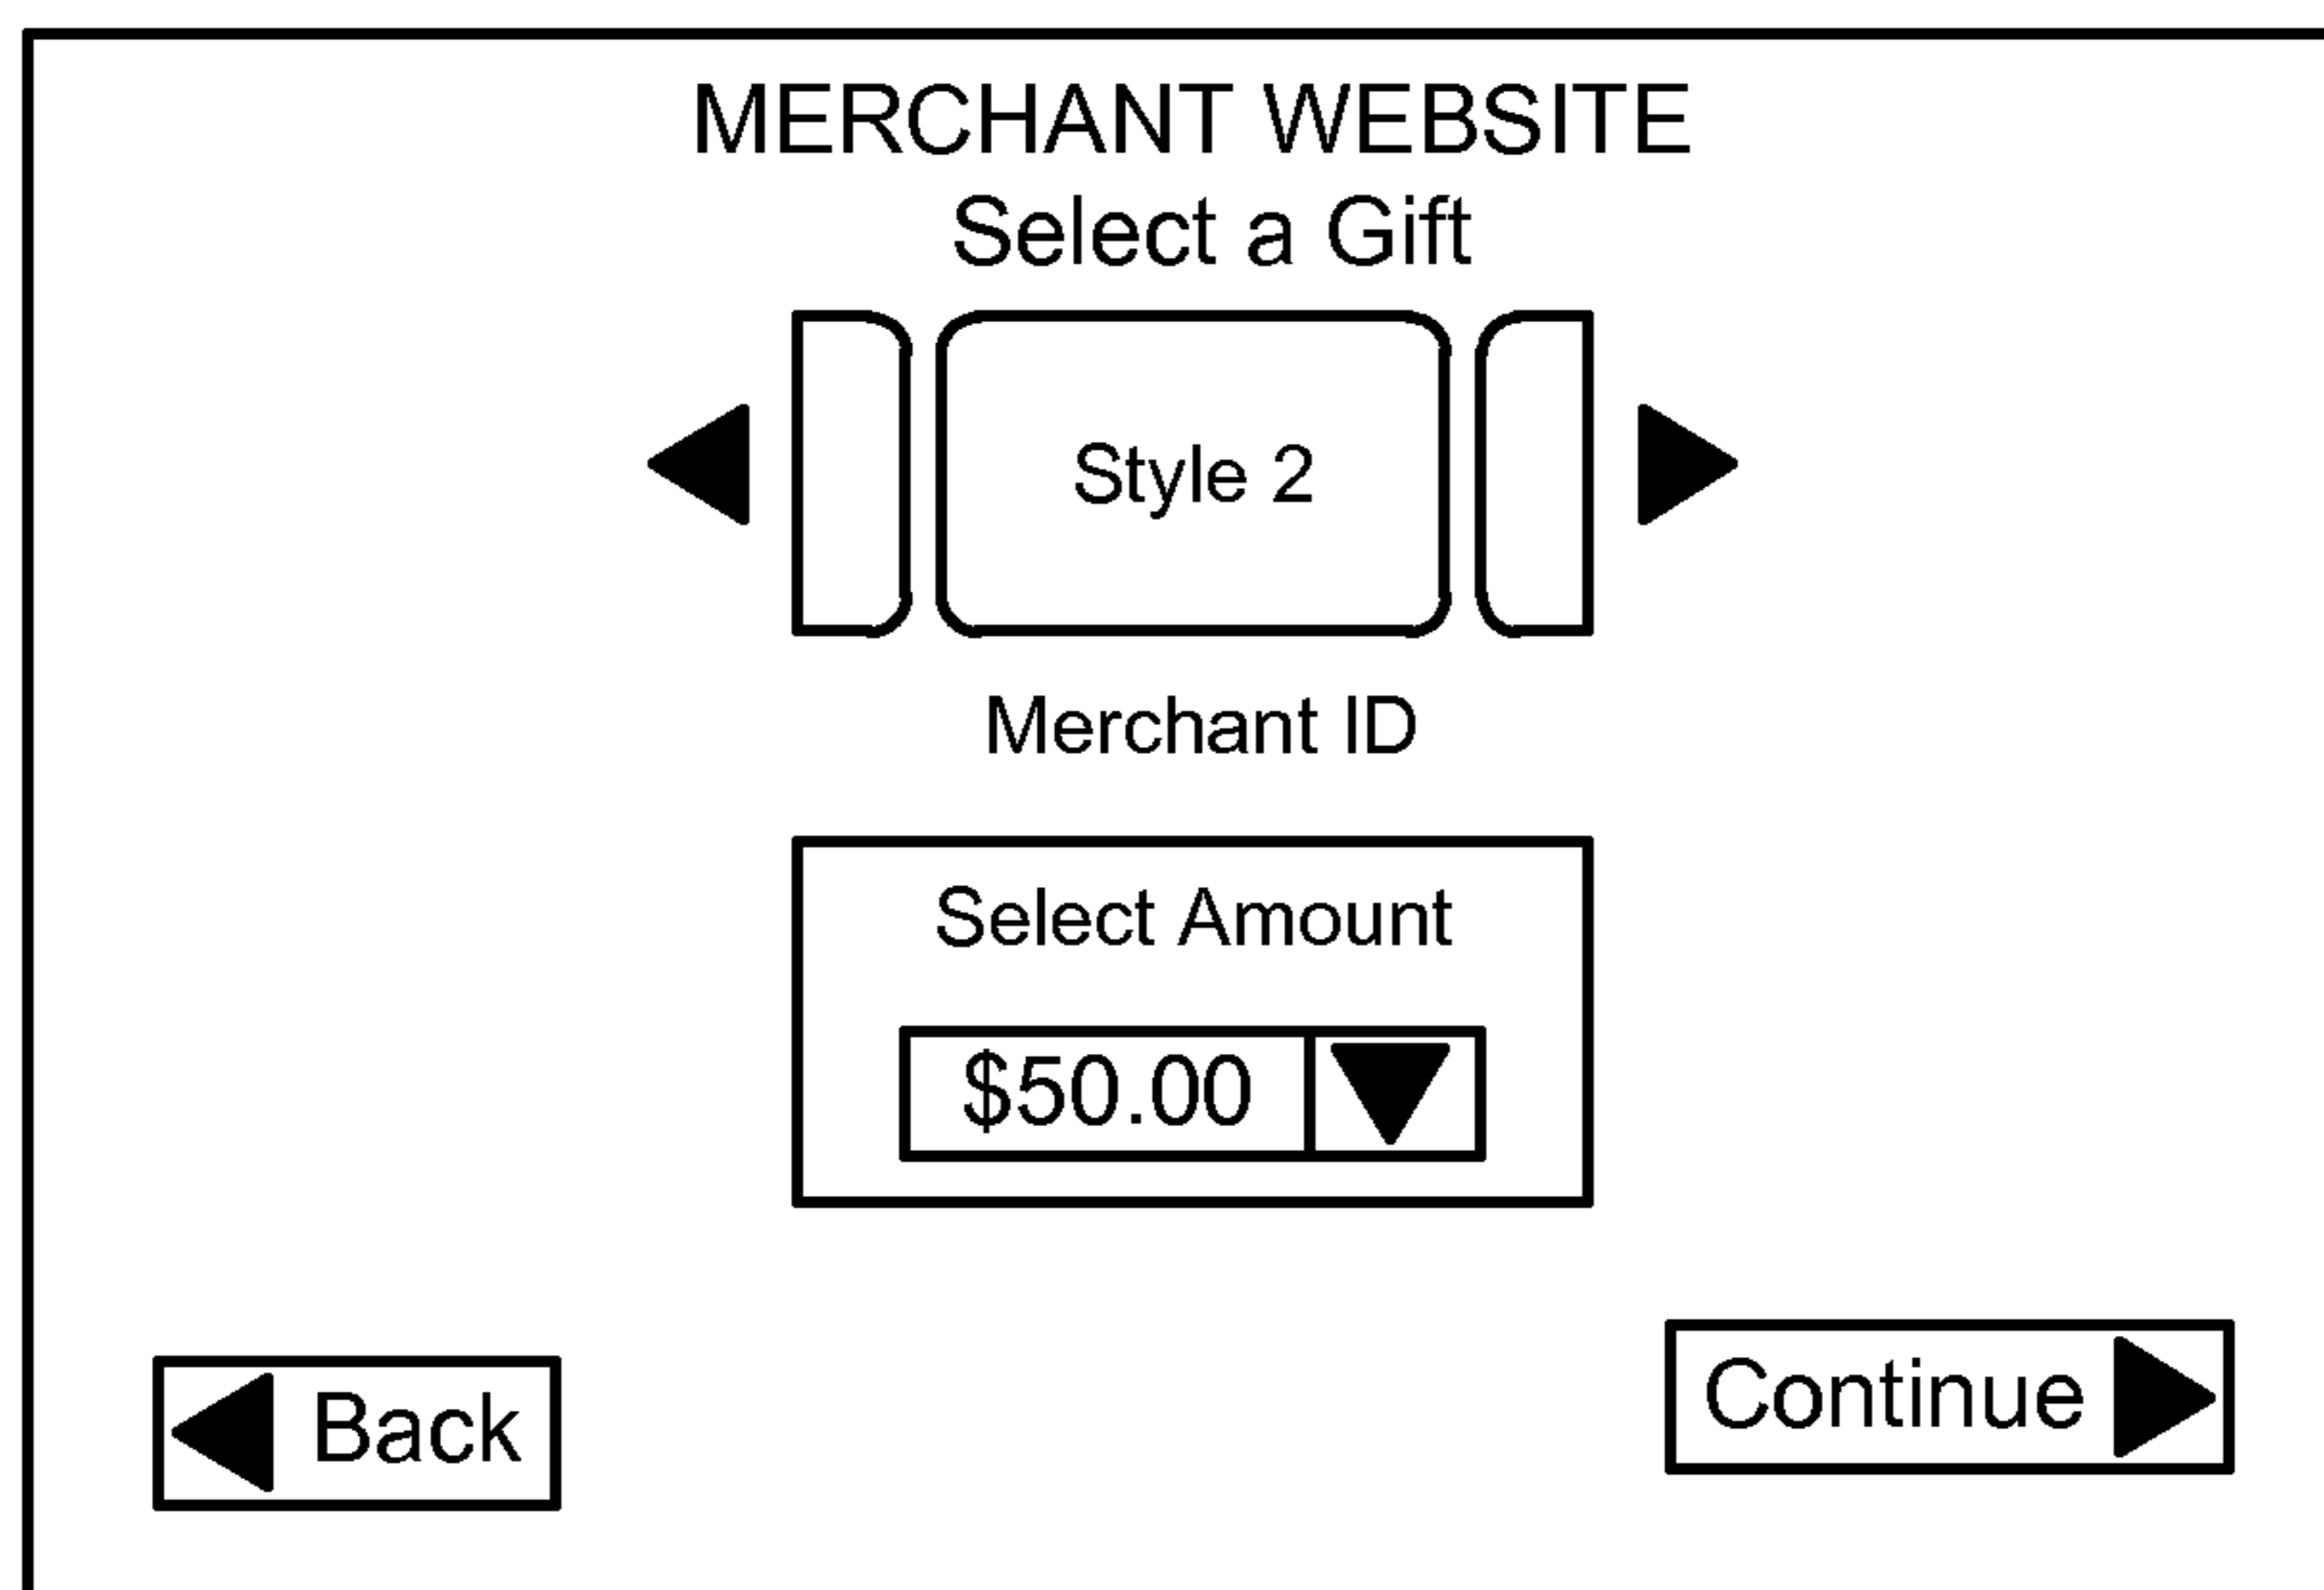 MERCHANT WEBSITE
Select a Gift
Style 2
Merchant ID
Select Amount
$50.00
Back
Continue